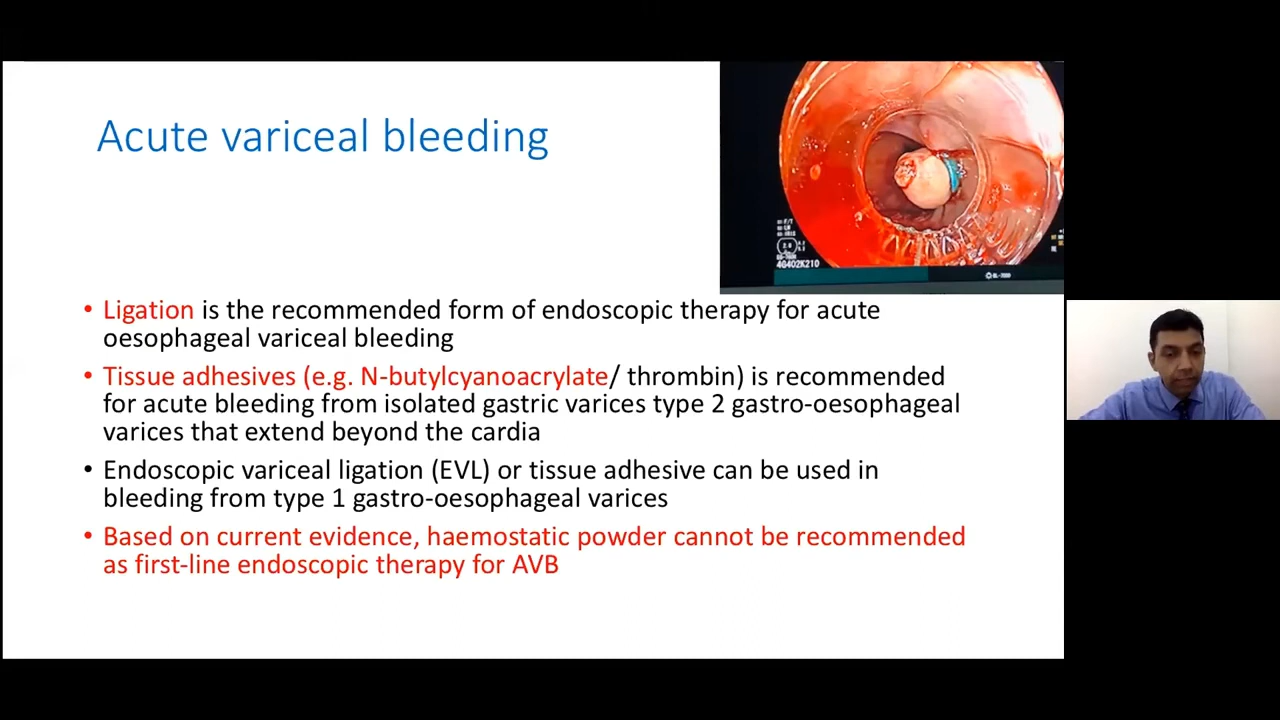 Acute variceal bleeding
4G402K210
• Ligation is the recommended form of endoscopic therapy for acute
oesophageal variceal bleeding
• Tissue adhesives (e.g. N-butylcyanoacrylate/ thrombin) is recommended
for acute bleeding from isolated gastric varices type 2 gastro-oesophageal
varices that extend beyond the cardia
• Endoscopic variceal ligation (EVL) or tissue adhesive can be used in
bleeding from type 1 gastro-oesophageal varices
• Based on current evidence, haemostatic powder cannot be recommended
as first-line endoscopic therapy for AVB